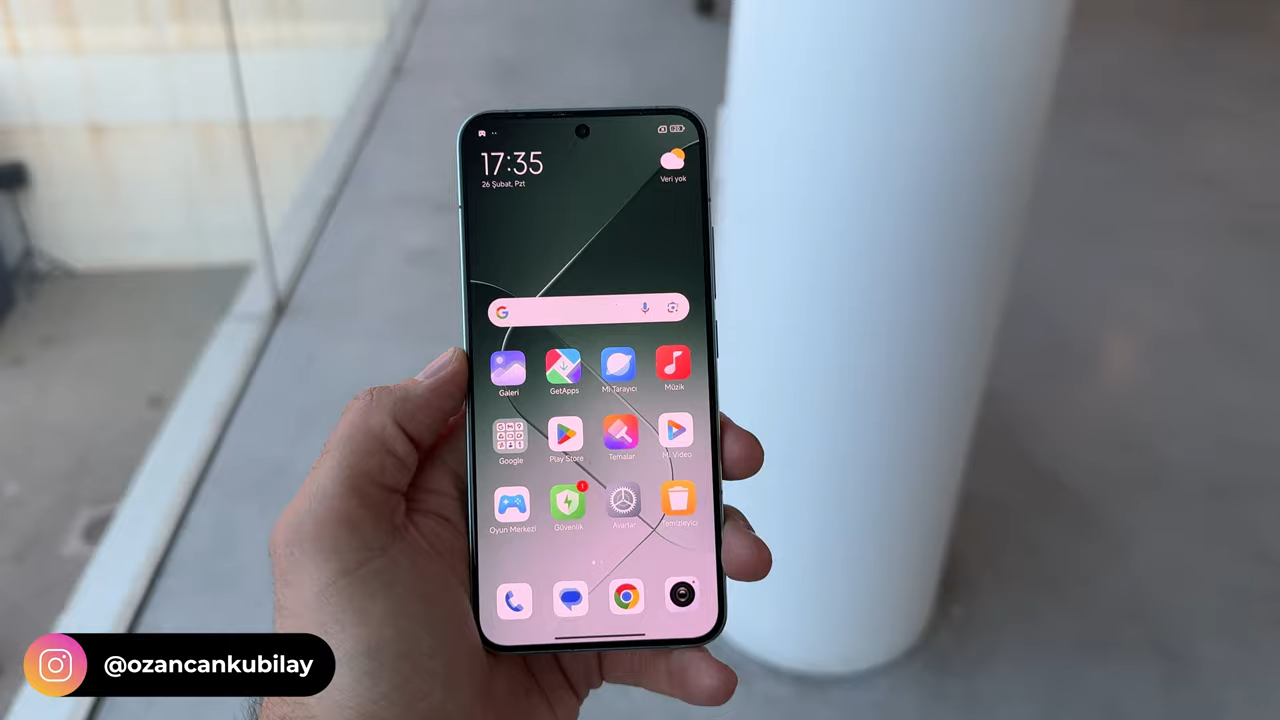 17:35
26 Şubat, Pzt
Veri yok
Galeri
GetApps
Mi Tarayıcı
Müzik
Google
Play Store
Temalar
Mi Video
Oyun Merkezi
Güvenlik
1
Ayarlar
Temizleyici
@ozancankubilay